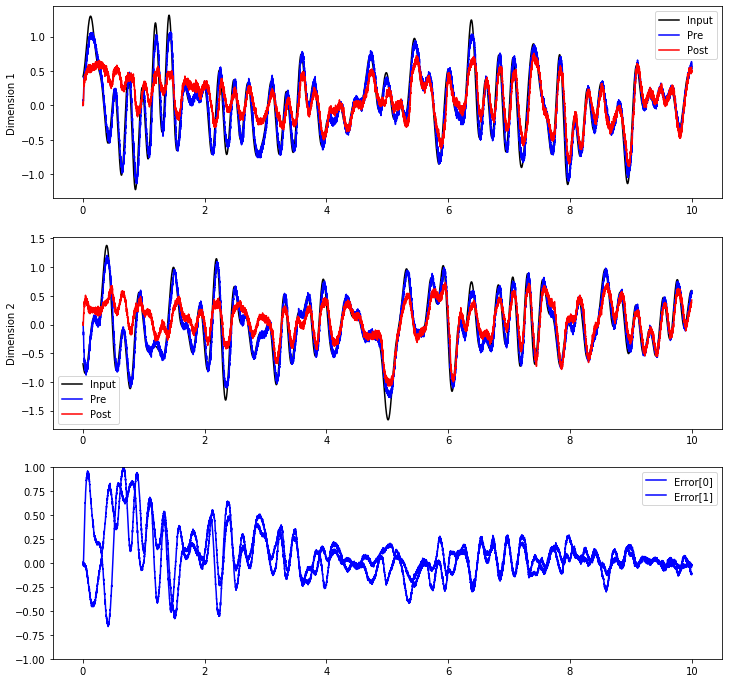 Dimension 1
1.0
0.5
0.0
−0.5
−1.0
Input
Pre
Post
0 2 4 6 8 10
Dimension 2
1.5
1.0
0.5
0.0
−0.5
−1.0
−1.5
Input
Pre
Post
0 2 4 6 8 10
1.00
0.75
0.50
0.25
0.00
−0.25
−0.50
−0.75
−1.00
Error[0]
Error[1]
0 2 4 6 8 10